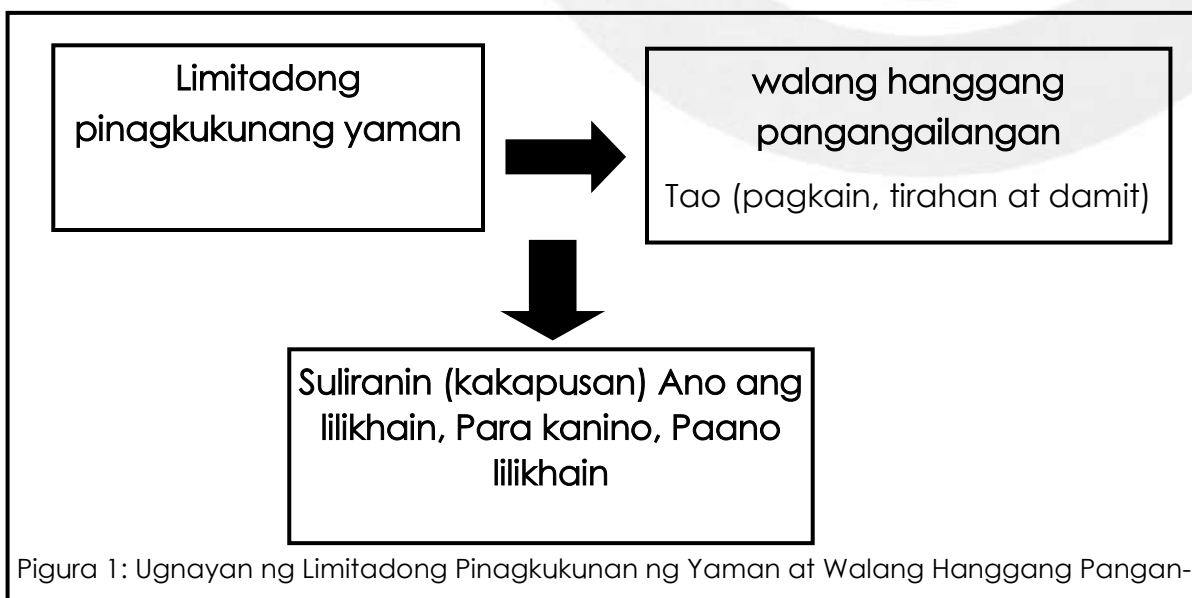 Limitadong
pinagkukunang yaman
walang hanggang
pangangailangan
Tao (pagkain, tirahan at damit)
Suliranin (kakapusan) Ano ang
lilikhain, Para kanino, Paano
lilikhain
Pigura 1: Ugnayan ng Limitadong Pinagkukunan ng Yaman at Walang Hanggang Pangan-